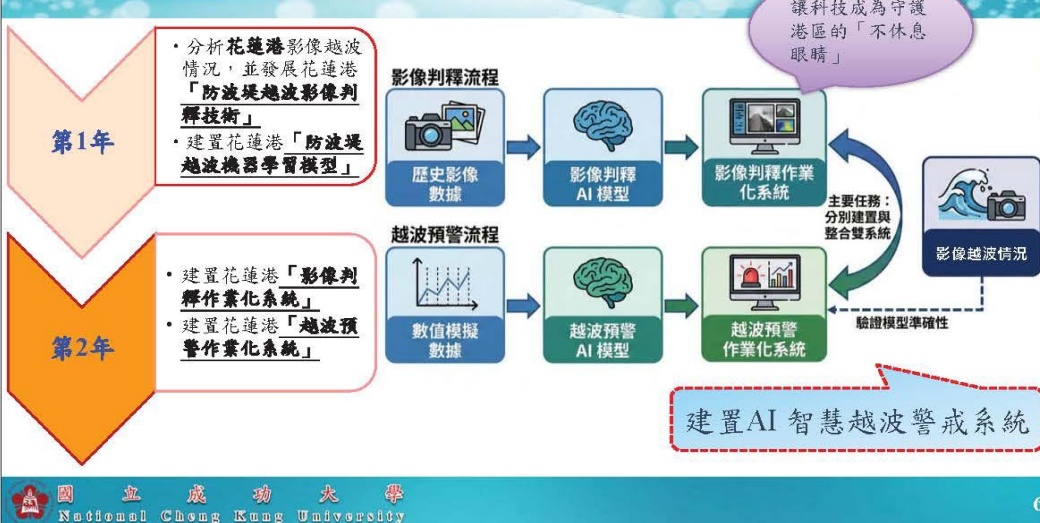 讓科技成為守護
港區的「不休息
眼睛」
第1年
・分析花蓮港影像越波
情況,並發展花蓮港
「防波堤越波影像判
釋技術」
・建置花蓮港「防波堤
越波機器學習模型」
影像判釋流程
歷史影像
數據
影像判釋
AI 模型
影像判釋作業
化系統
主要任務:
分別建置與
整合雙系統
影像越波情況
驗證模型準確性
第2年
・建置花蓮港「影像判
釋作業化系統」
・建置花蓮港「越波預
警作業化系統」
越波預警流程
數值模擬
數據
越波預警
AI 模型
越波預警
作業化系統
建置AI 智慧越波警戒系統
國立成功大學
National Cheng Kung University
6